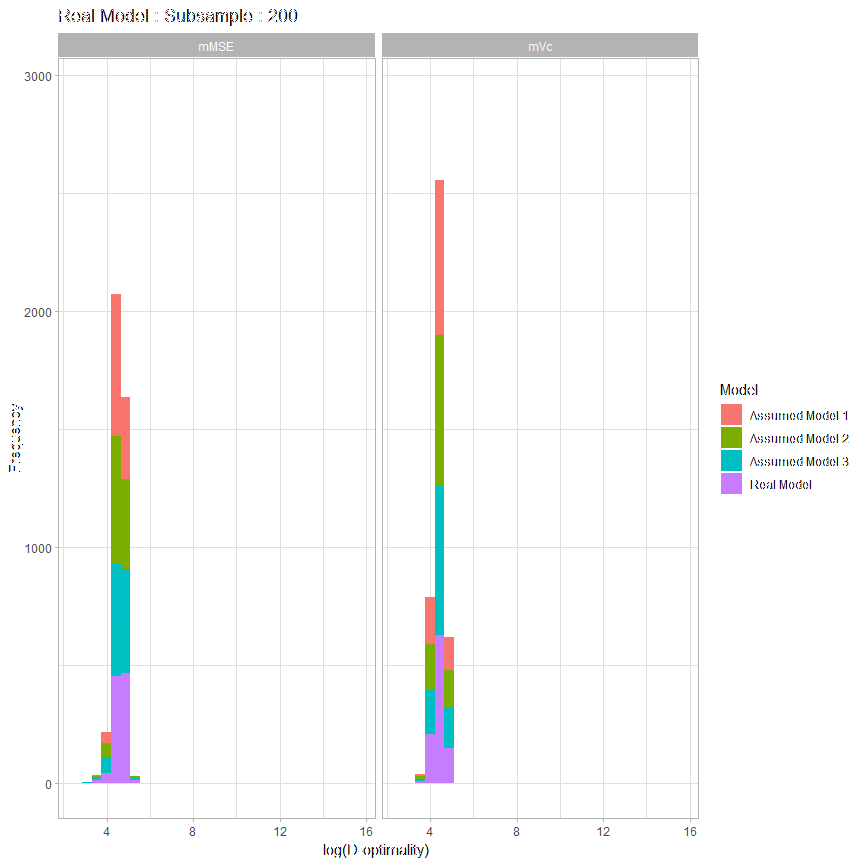 Real Model : Subsample : 200
mMSE
mVc
3000
2000
1000
0
Frequency
4
8
12
16
4
8
12
16
log(D-optimality)
Model
Assumed Model 1
Assumed Model 2
Assumed Model 3
Real Model